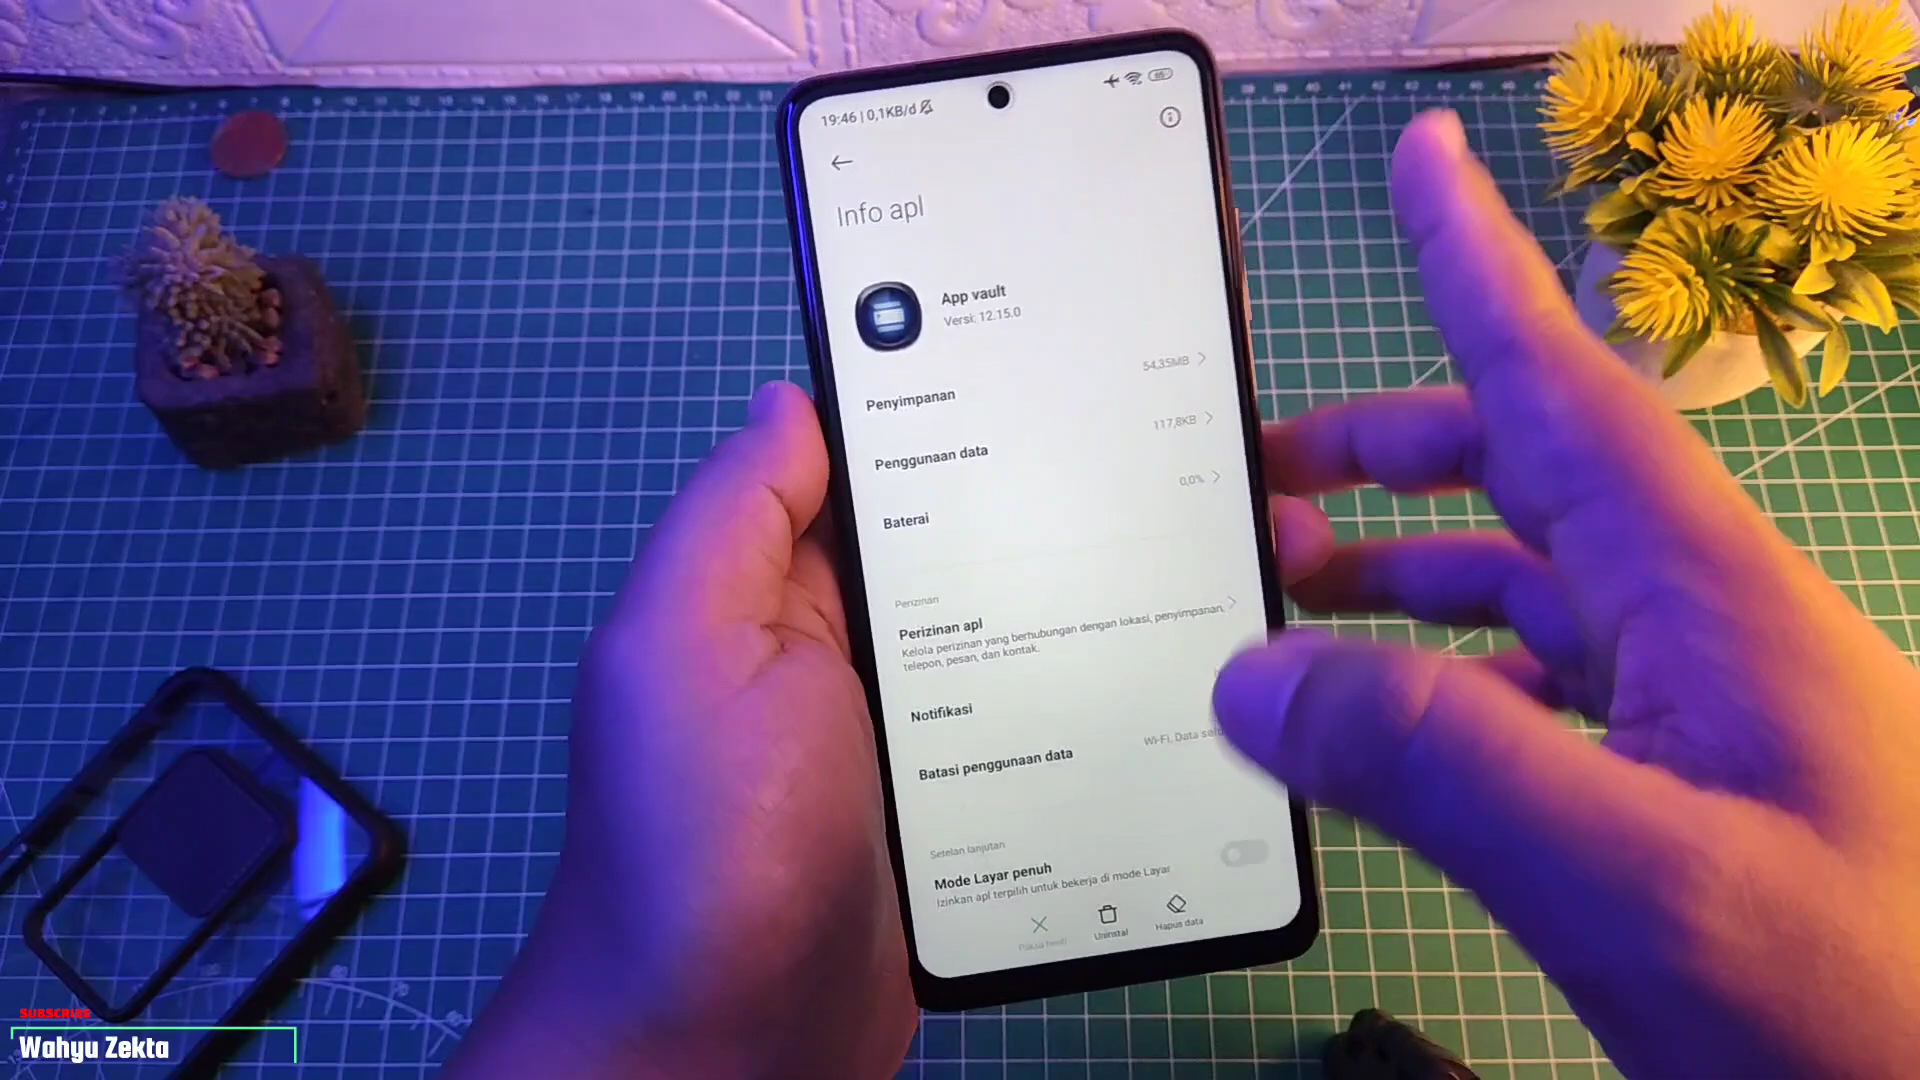 19:46 | 0,1KB/d
Info apl
App vault
Versi: 12.15.0
Penyimpanan
54,35MB
Penggunaan data
117,8KB
Baterai
0,0%
Perizinan
Perizinan apl
Kelola perizinan yang berhubungan dengan lokasi, penyimpanan,
telepon, pesan, dan kontak.
Notifikasi
Batasi penggunaan data
Wi-Fi, Data
Setelan lanjutan
Mode Layar penuh
Izinkan apl terpilih untuk bekerja di mode Layar
Paksa henti
Uninstal
Hapus data
SUBSCRIBE
Wahyu Zekta